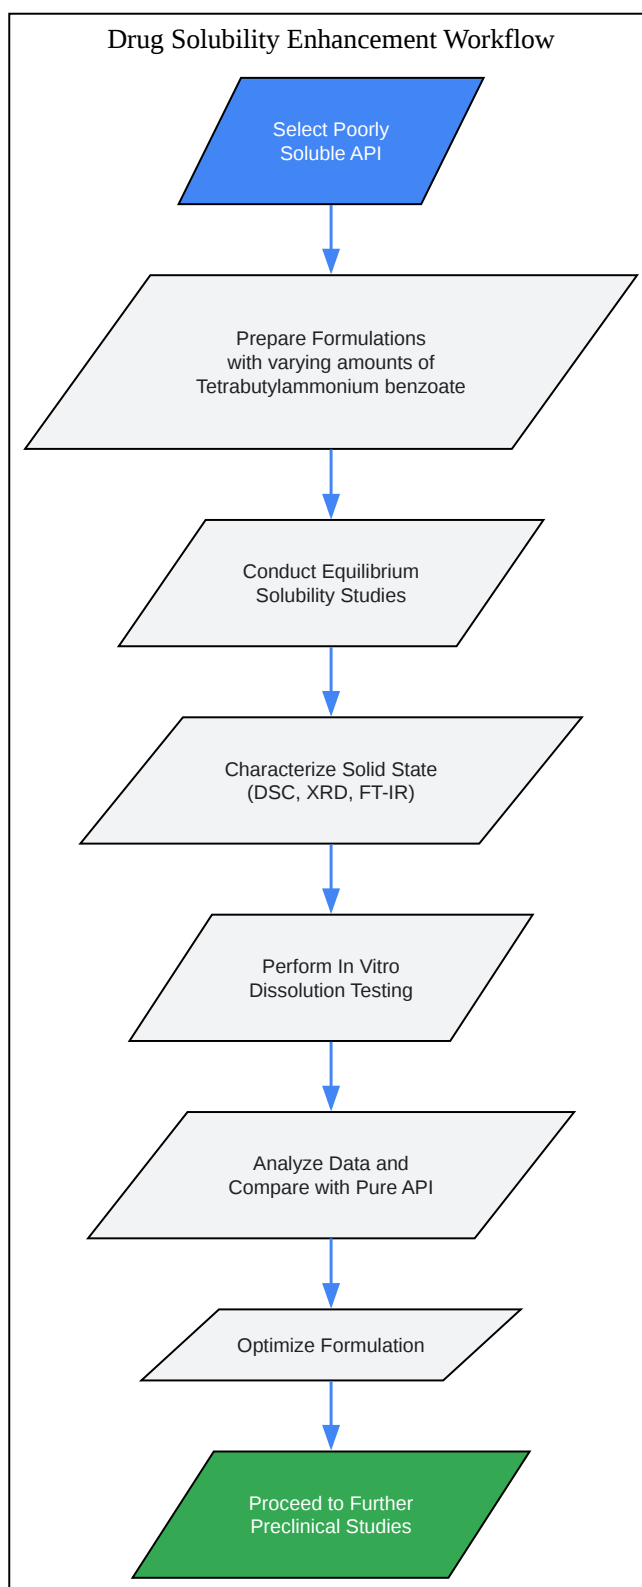 Drug Solubility Enhancement Workflow
Select Poorly
Soluble API
Prepare Formulations
with varying amounts of
Tetrabutylammonium benzoate
Conduct Equilibrium
Solubility Studies
Characterize Solid State
(DSC, XRD, FT-IR)
Perform In Vitro
Dissolution Testing
Analyze Data and
Compare with Pure API
Optimize Formulation
Proceed to Further
Preclinical Studies